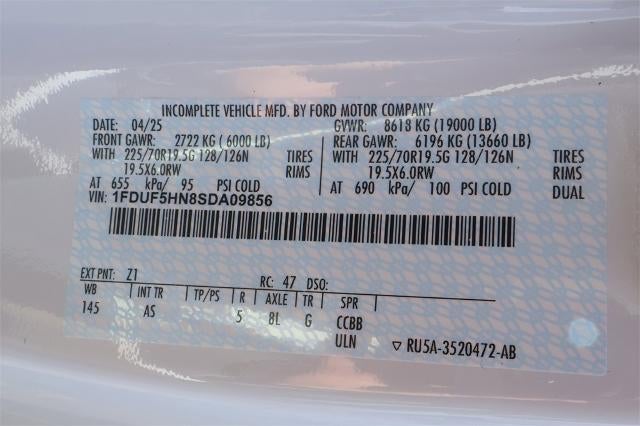 INCOMPLETE VEHICLE MFD. BY FORD MOTOR COMPANY
DATE: 04/25 GVWR: 8618 KG (19000 LB)
FRONT GAWR: 2722 KG (6000 LB) REAR GAWR: 6196 KG (13660 LB)
WITH 225/70R19.5G 128/126N TIRES WITH 225/70R19.5G 128/126N TIRES
19.5X6.0RW RIMS 19.5X6.0RW RIMS
AT 655 kPa/ 95 PSI COLD AT 690 kPa/ 100 PSI COLD DUAL
VIN: 1FDUF5HN8SDA09856
EXT PNT: Z1 RC: 47 DSO:
WB INT TR TP/PS R AXLE TR SPR
145 AS 5 8L G CCBB
ULN ▽ RU5A-3520472-AB